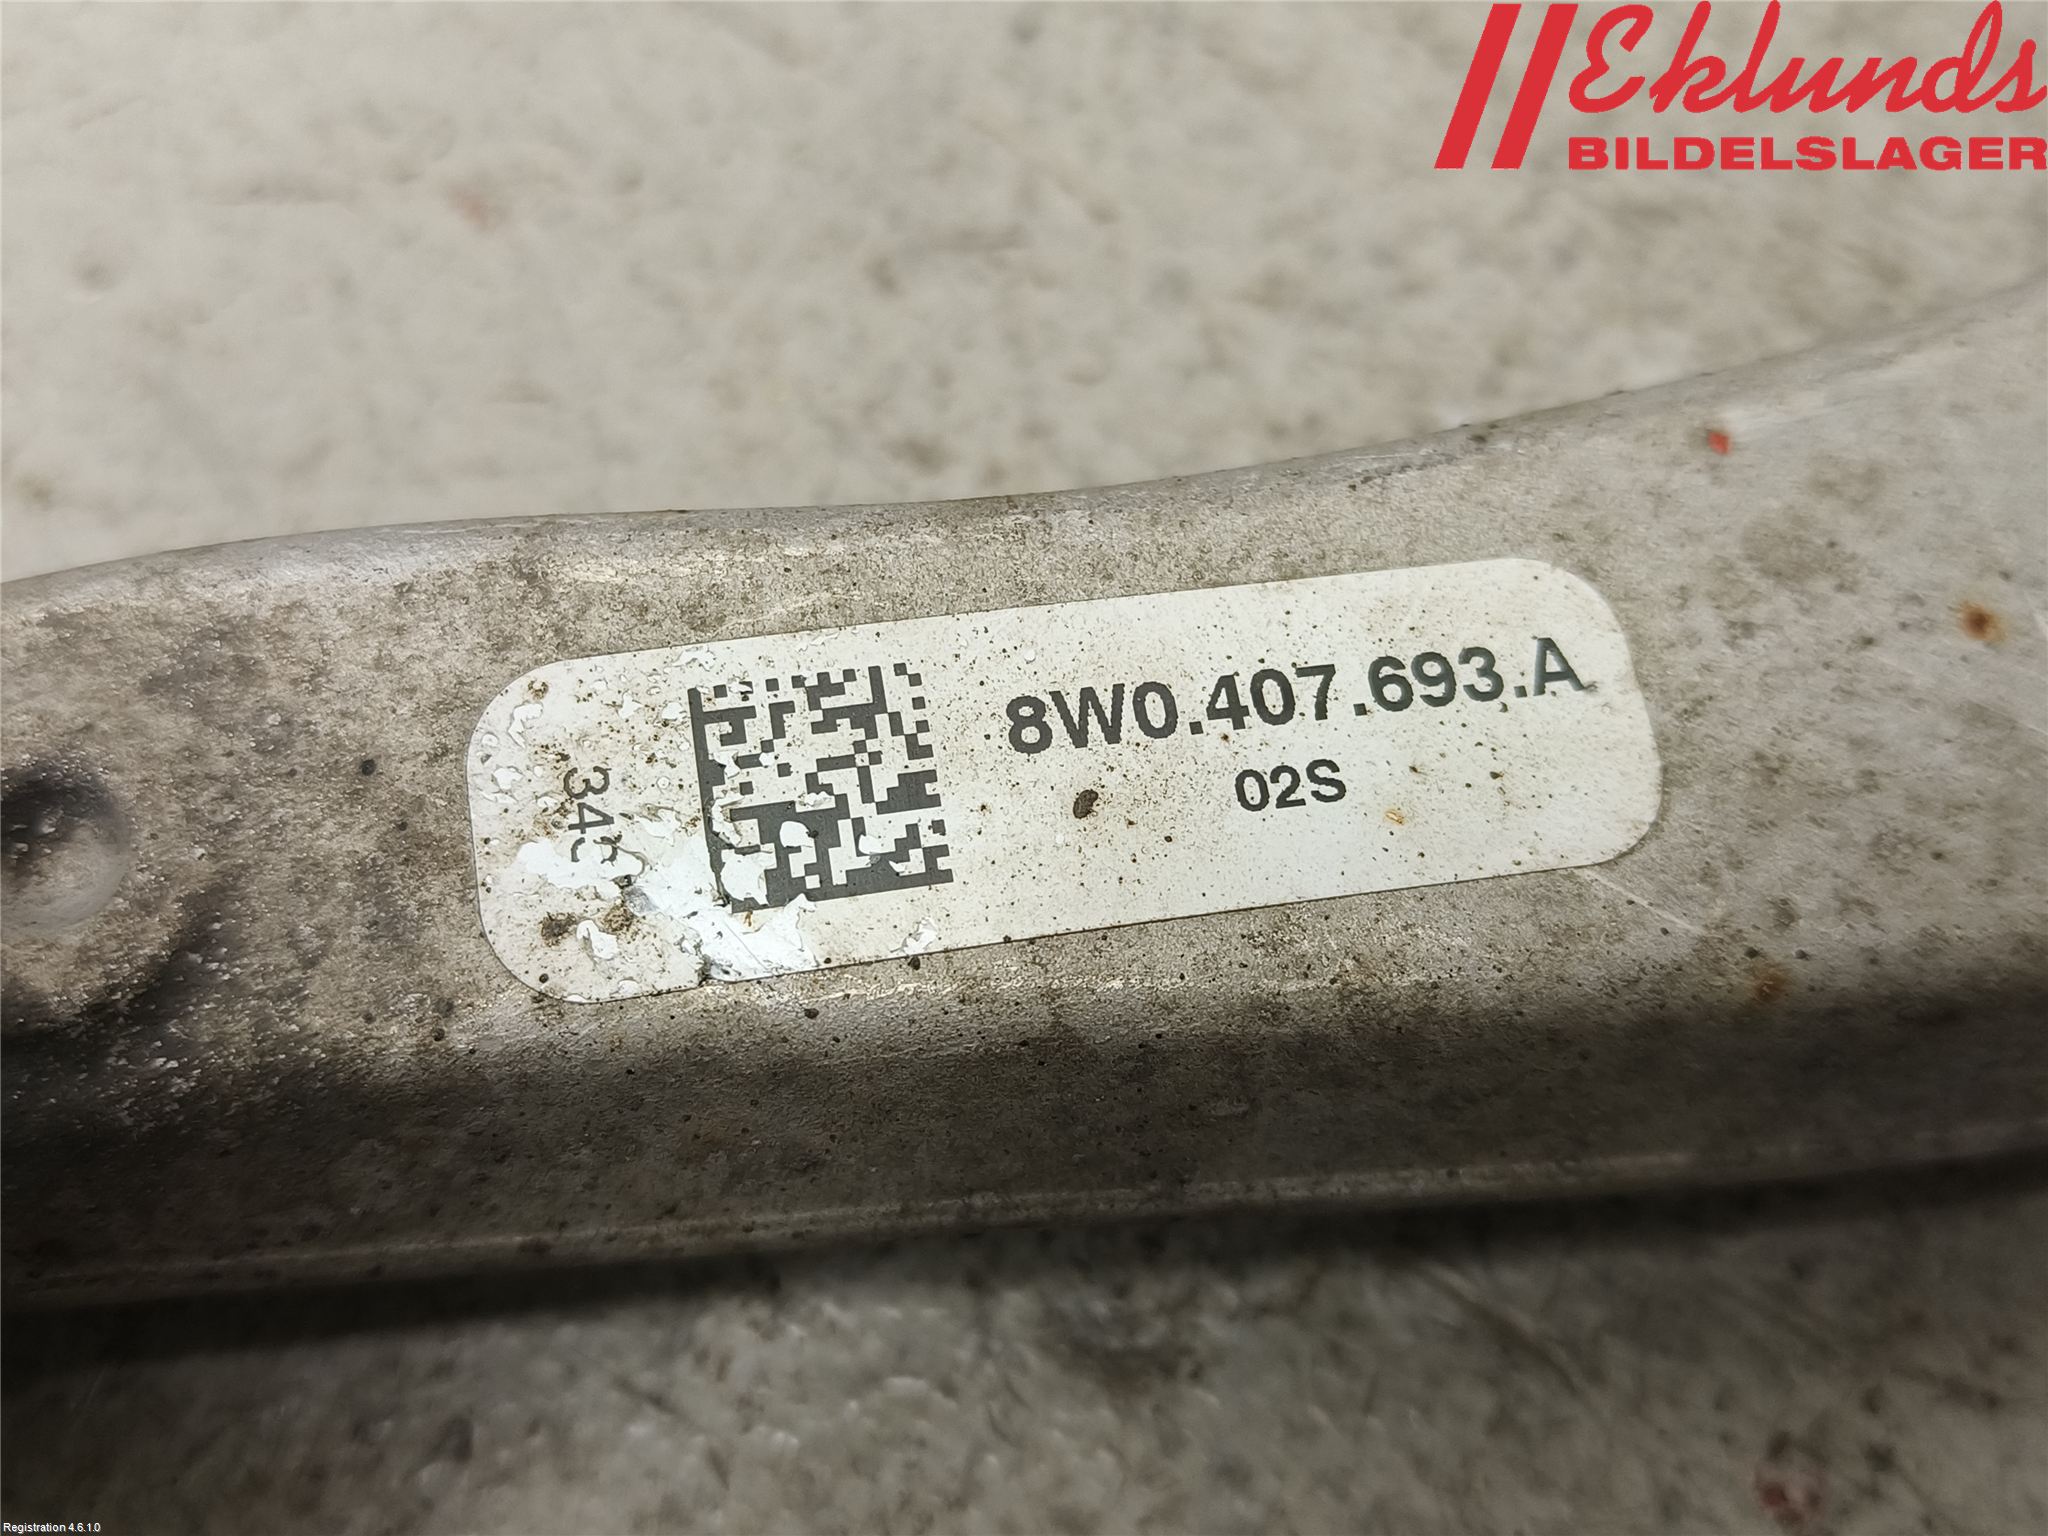 Eklunds
BILDELSLAGER
8W0.407.693.A
02S
Registration 4.6.1.0